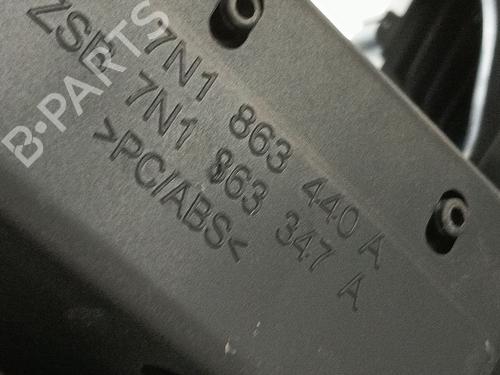 ZSB 7N1 863 440 A
7N1 863 347 A
>PC/ABS<
B-PARTS